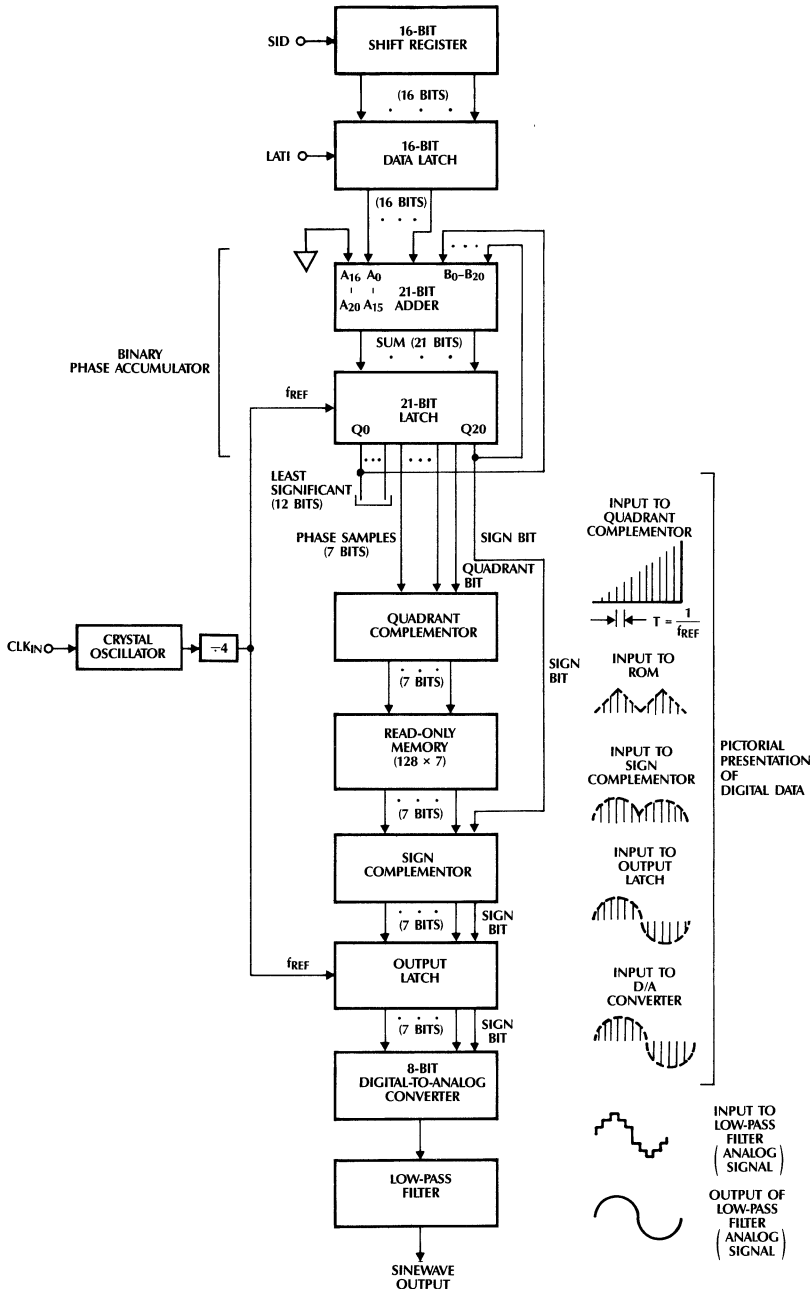 16-BIT
SHIFT REGISTER
SID
(16 BITS)
16-BIT
DATA LATCH
LATI
(16 BITS)
A16 A0
B0–B20
21-BIT
ADDER
A20 A15
BINARY
PHASE ACCUMULATOR
SUM (21 BITS)
fREF
21-BIT
LATCH
Q0
Q20
LEAST
SIGNIFICANT
(12 BITS)
PHASE SAMPLES
(7 BITS)
SIGN BIT
QUADRANT
BIT
QUADRANT
COMPLEMENTOR
CLKIN
CRYSTAL
OSCILLATOR
÷4
SIGN
BIT
(7 BITS)
READ-ONLY
MEMORY
(128 × 7)
(7 BITS)
SIGN
COMPLEMENTOR
(7 BITS)
SIGN
BIT
fREF
OUTPUT
LATCH
(7 BITS)
SIGN
BIT
8-BIT
DIGITAL-TO-ANALOG
CONVERTER
LOW-PASS
FILTER
SINEWAVE
OUTPUT
INPUT TO
QUADRANT
COMPLEMENTOR
T = 1/fREF
INPUT TO
ROM
INPUT TO
SIGN
COMPLEMENTOR
INPUT TO
OUTPUT
LATCH
INPUT TO
D/A
CONVERTER
PICTORIAL
PRESENTATION
OF
DIGITAL DATA
INPUT TO
LOW-PASS
FILTER
(ANALOG
SIGNAL)
OUTPUT OF
LOW-PASS
FILTER
(ANALOG
SIGNAL)